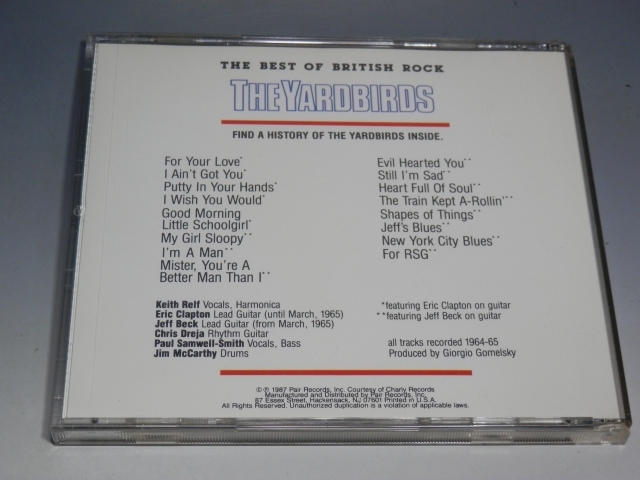 THE BEST OF BRITISH ROCK
THE YARDBIRDS
FIND A HISTORY OF THE YARDBIRDS INSIDE.
For Your Love*
I Ain't Got You*
Putty In Your Hands*
I Wish You Would*
Good Morning
Little Schoolgirl*
My Girl Sloopy**
I'm A Man**
Mister, You're A
Better Man Than I**
Evil Hearted You**
Still I'm Sad**
Heart Full Of Soul**
The Train Kept A-Rollin'**
Shapes of Things**
Jeff's Blues**
New York City Blues**
For RSG**
Keith Relf Vocals, Harmonica
Eric Clapton Lead Guitar (until March, 1965)
Jeff Beck Lead Guitar (from March, 1965)
Chris Dreja Rhythm Guitar
Paul Samwell-Smith Vocals, Bass
Jim McCarthy Drums
*featuring Eric Clapton on guitar
**featuring Jeff Beck on guitar
all tracks recorded 1964-65
Produced by Giorgio Gomelsky
© ℗ 1987 Pair Records, Inc. Courtesy of Charly Records
Manufactured and Distributed by Pair Records, Inc.
87 Essex Street, Hackensack, NJ 07601 Printed in U.S.A.
All Rights Reserved. Unauthorized duplication is a violation of applicable laws.